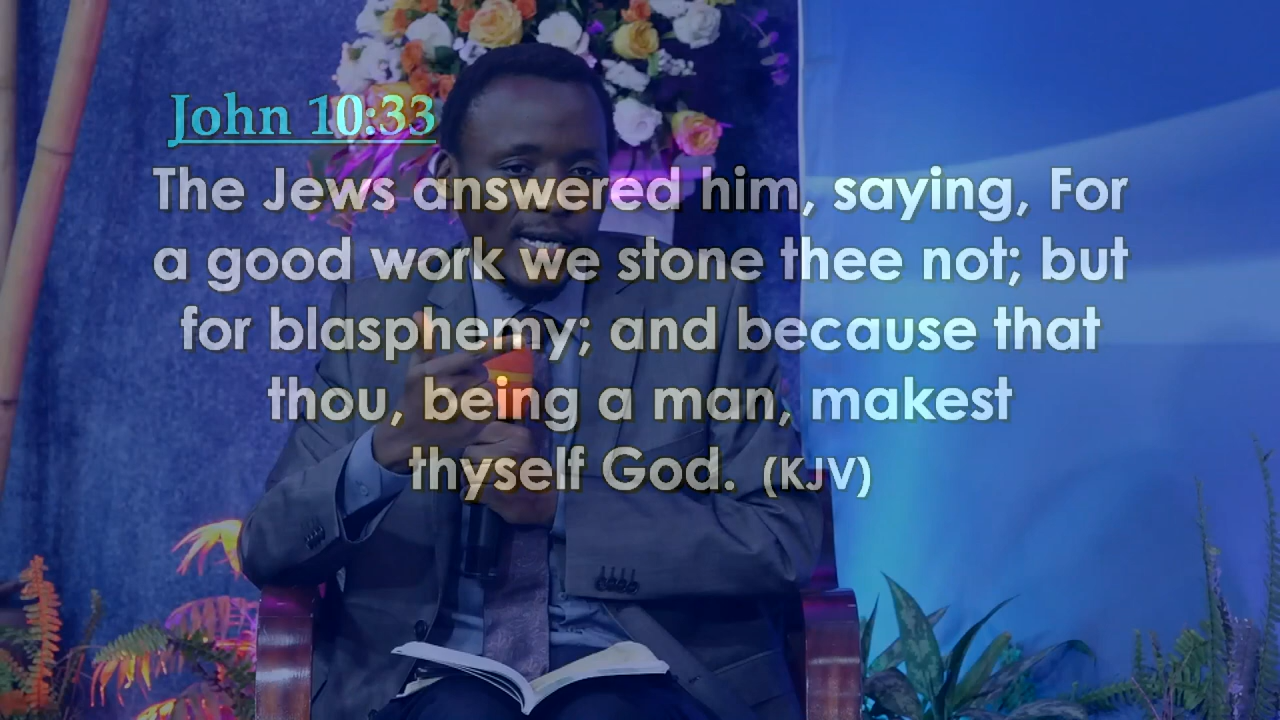 John 10:33
The Jews answered him, saying, For
a good work we stone thee not; but
for blasphemy; and because that
thou, being a man, makest
thyself God. (KJV)